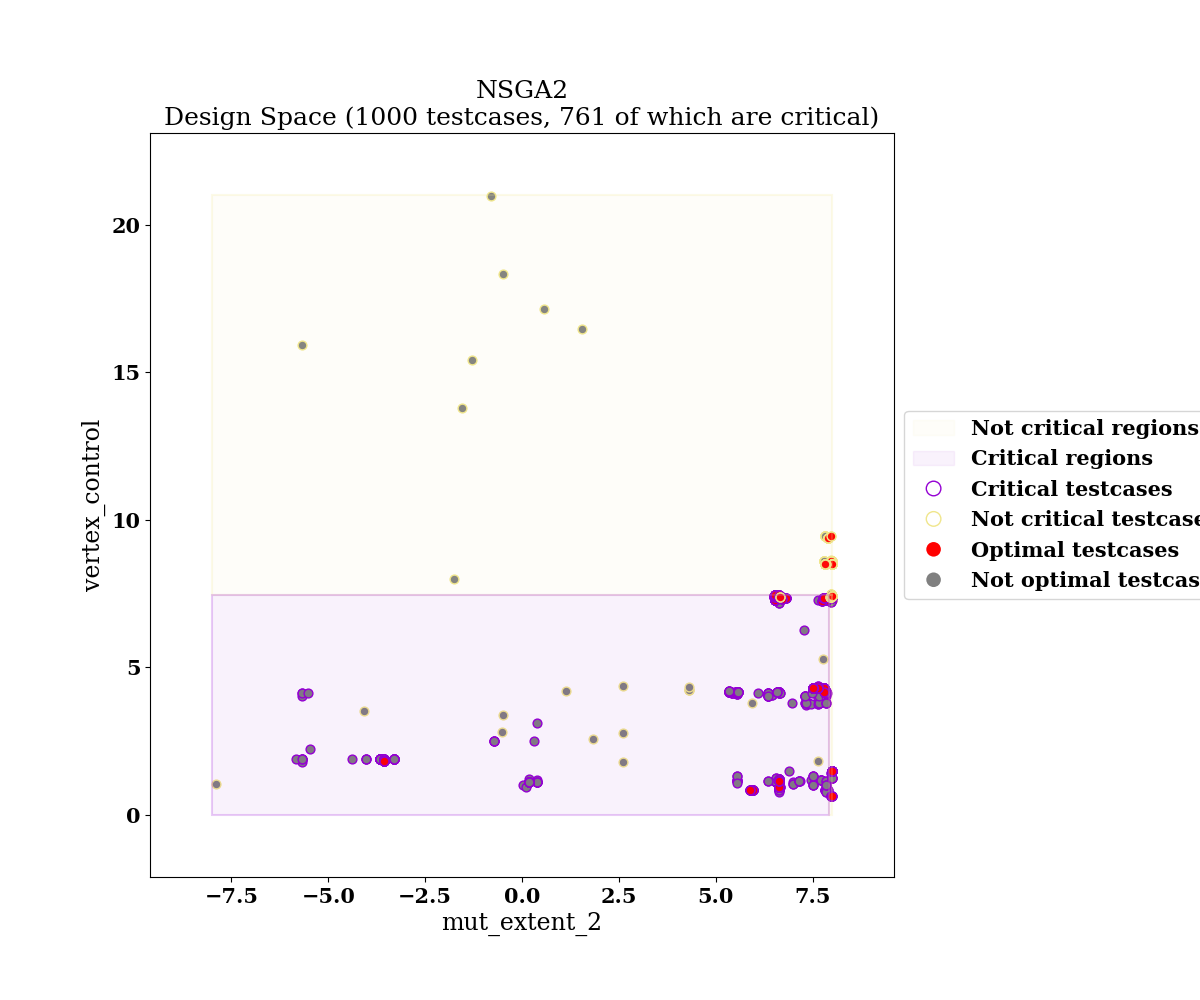 NSGA2
Design Space (1000 testcases, 761 of which are critical)
vertex_control
20
15
10
5
0
−7.5
−5.0
−2.5
0.0
2.5
5.0
7.5
mut_extent_2
Not critical regions
Critical regions
Critical testcases
Not critical testcase
Optimal testcases
Not optimal testcas